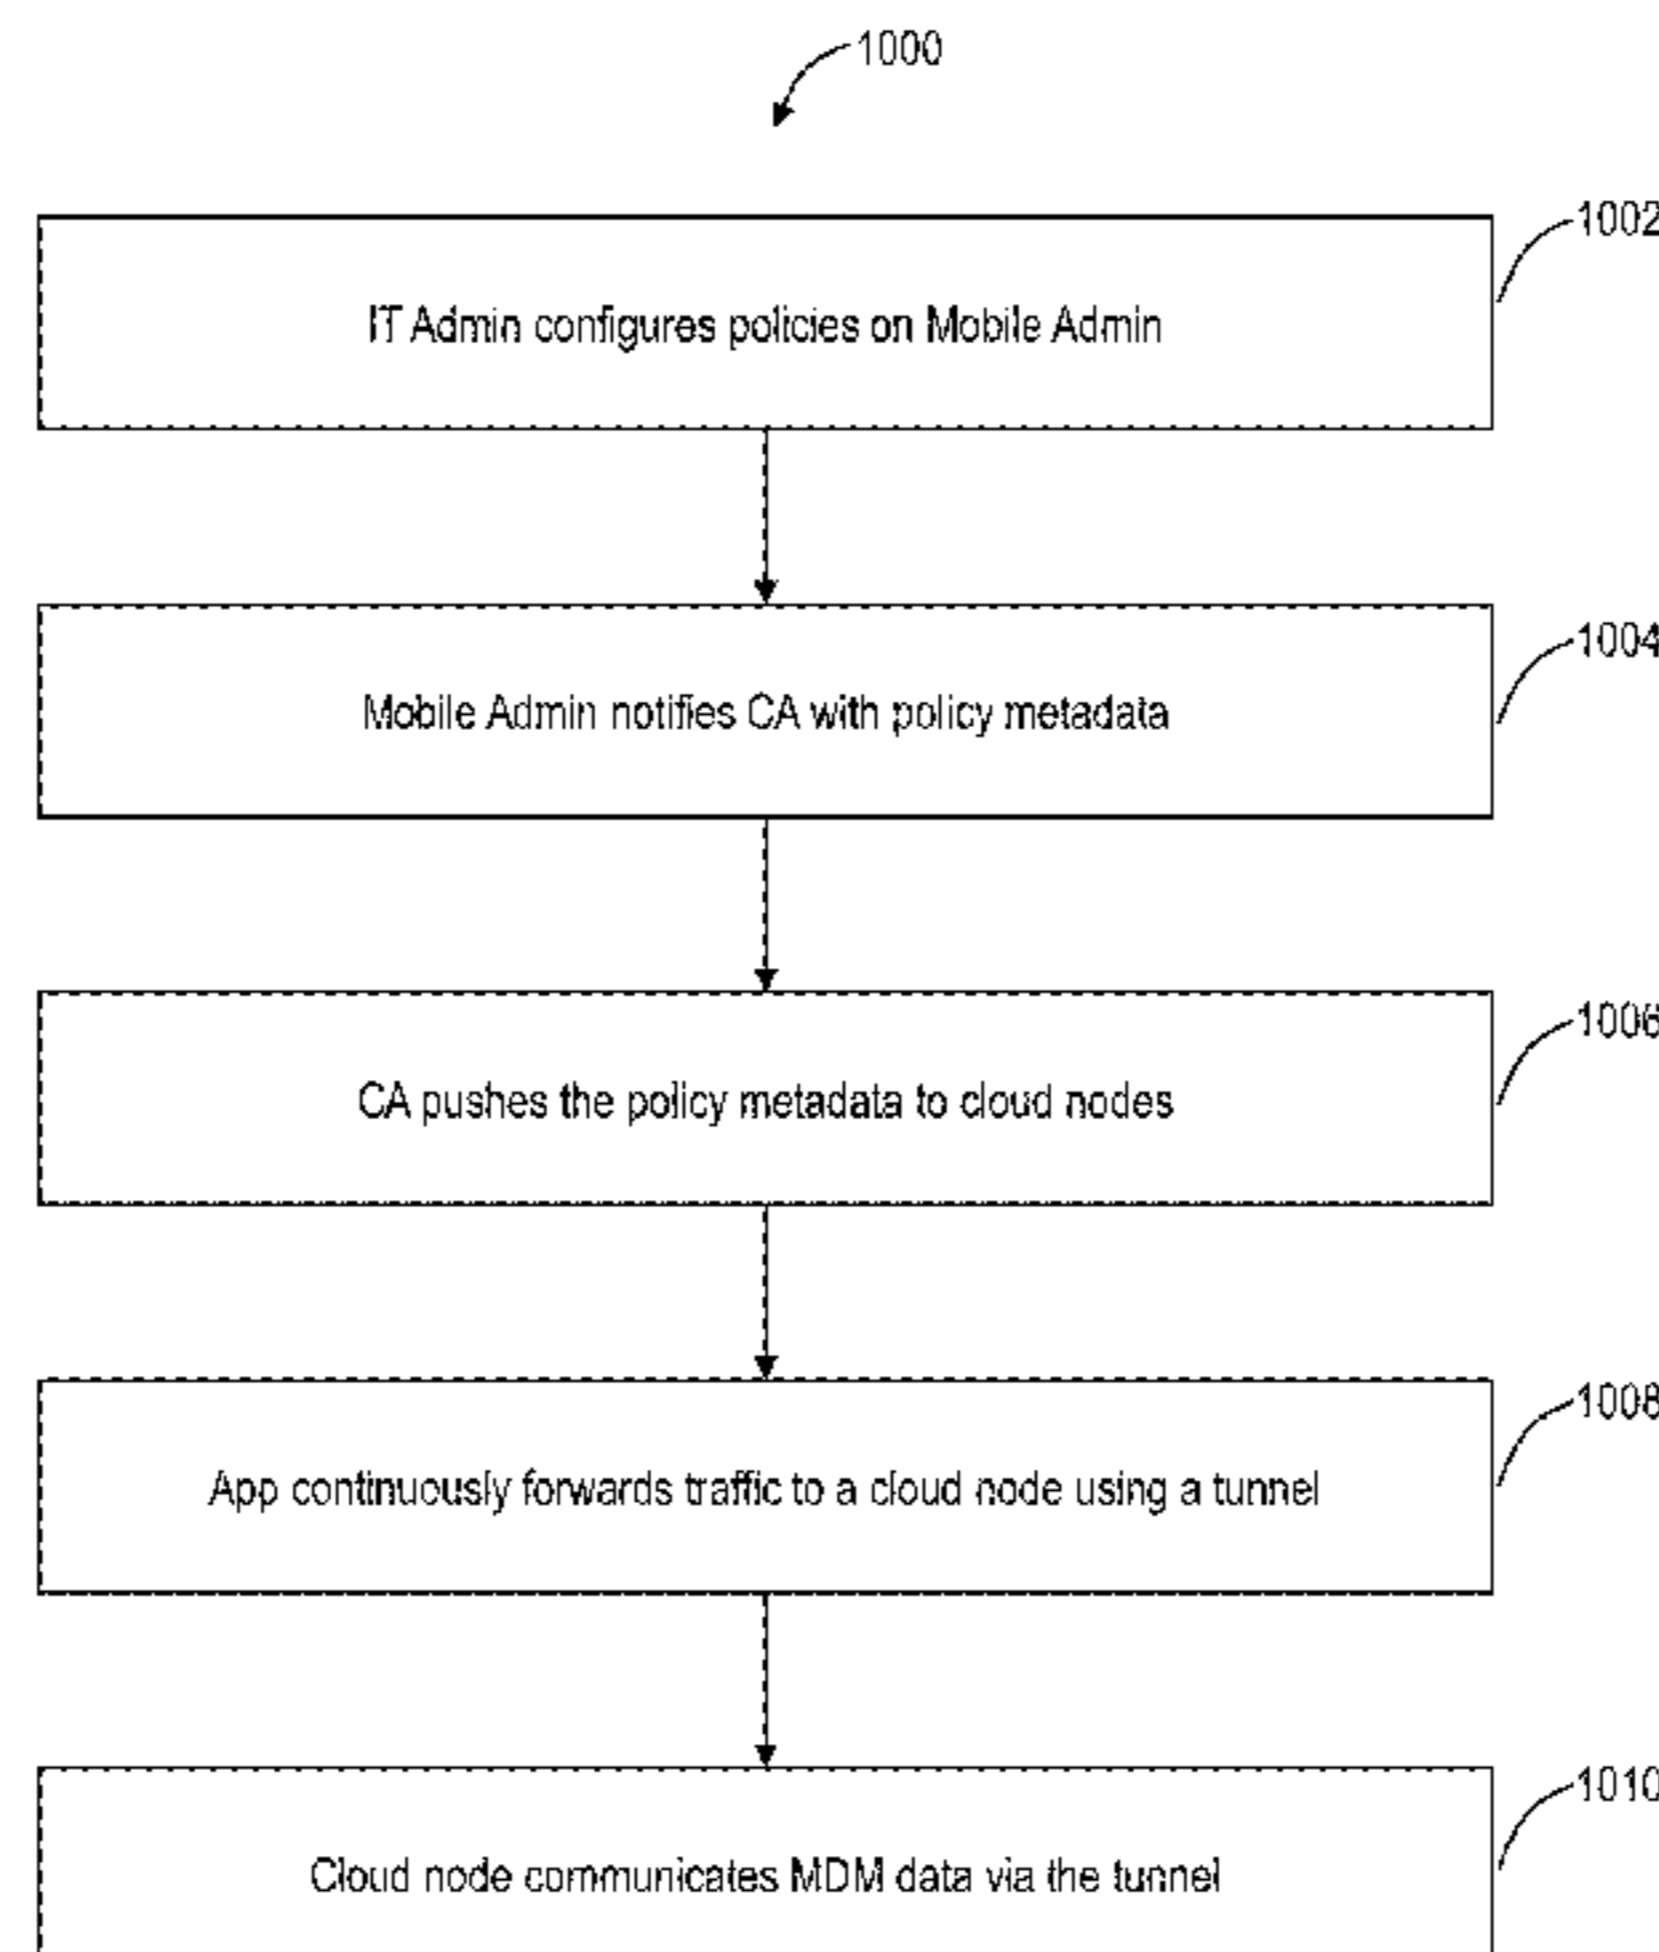 1000
1002
IT Admin configures policies on Mobile Admin
1004
Mobile Admin notifies CA with policy metadata
1006
CA pushes the policy metadata to cloud nodes
1008
App continuously forwards traffic to a cloud node using a tunnel
1010
Cloud node communicates MDM data via the tunnel